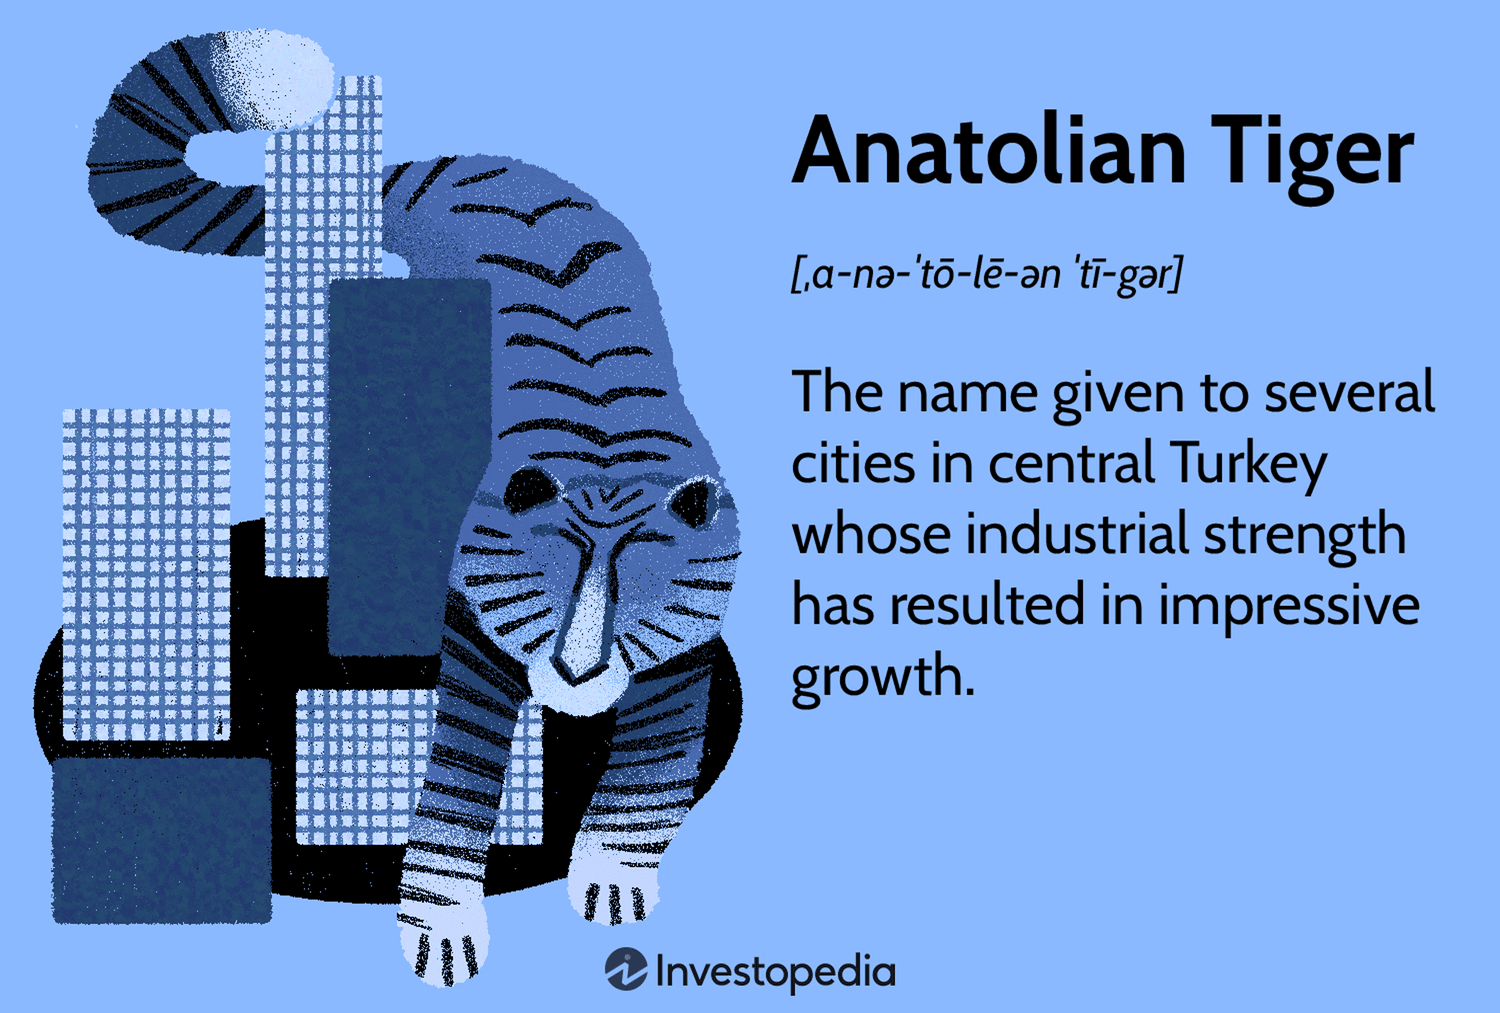 Anatolian Tiger
[ˌɑ-nə-ˈtō-lē-ən ˈtī-gər]
The name given to several
cities in central Turkey
whose industrial strength
has resulted in impressive
growth.
Investopedia